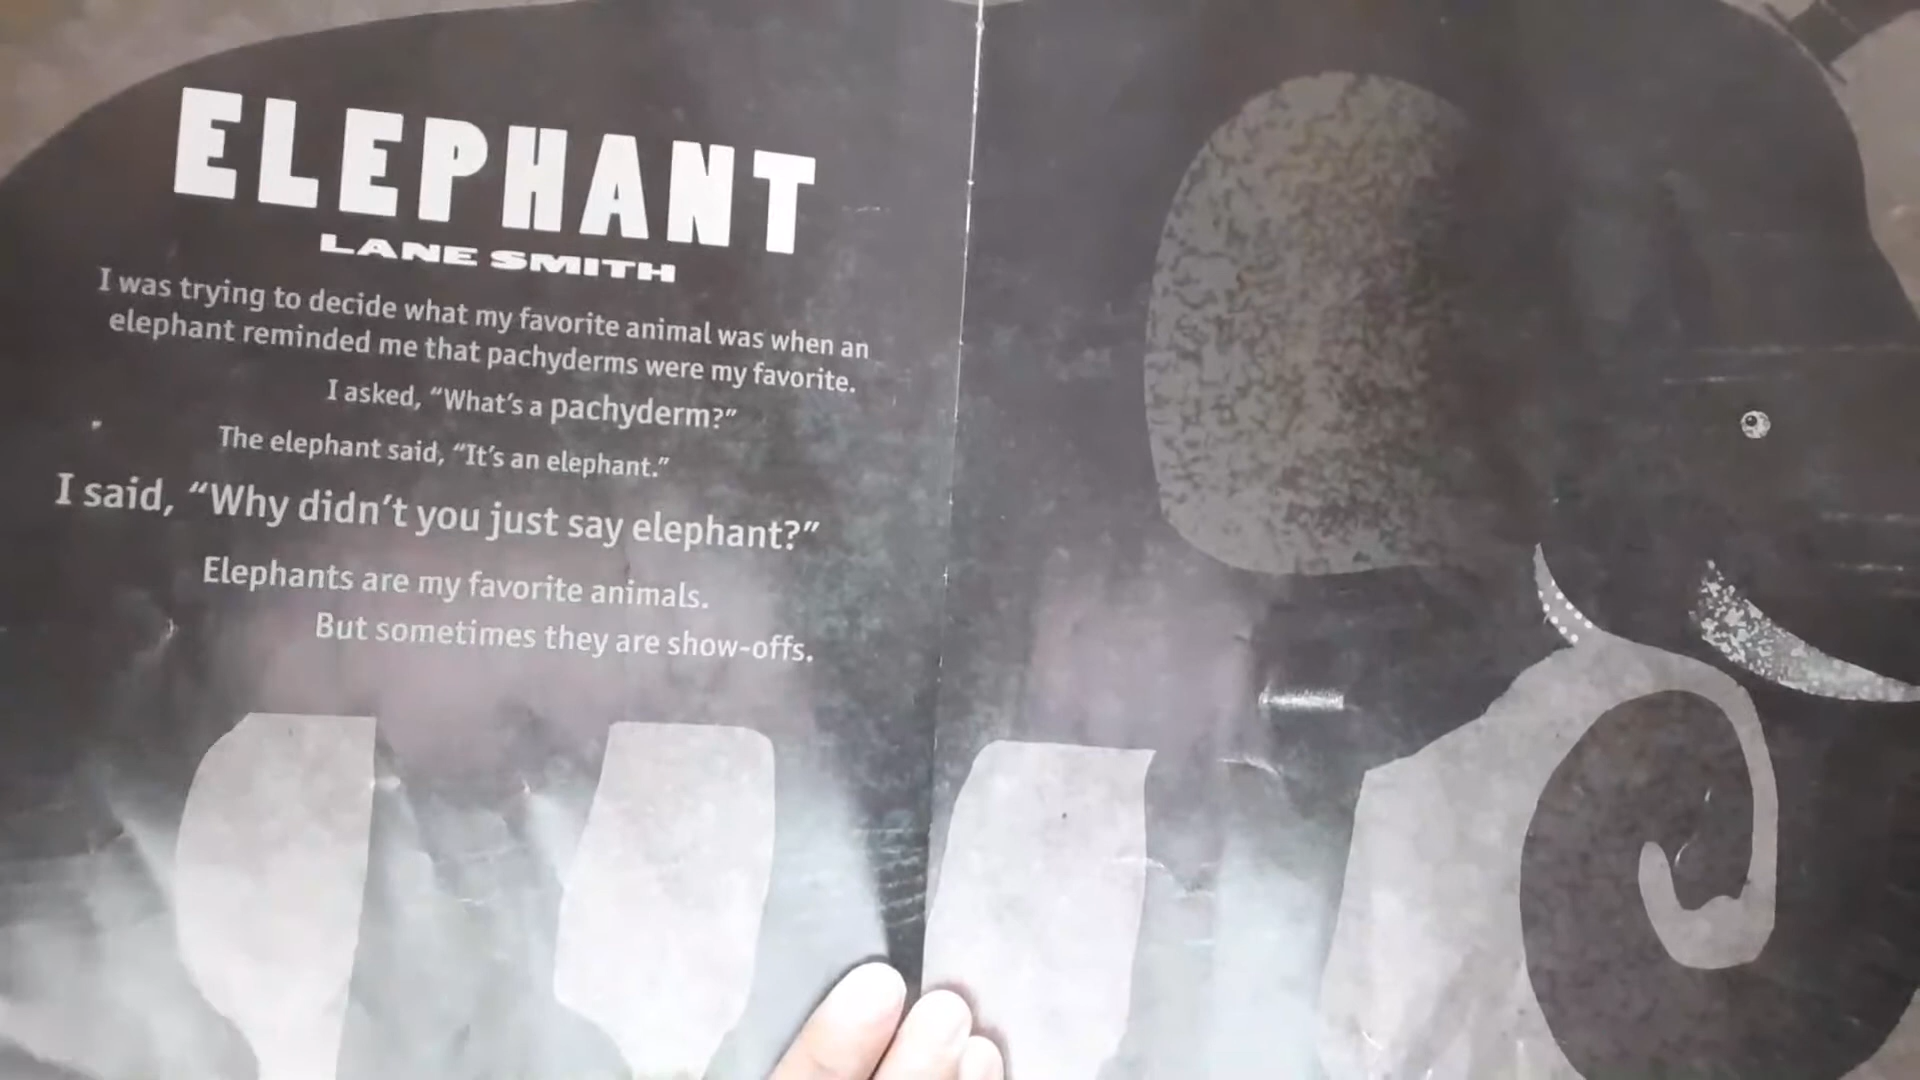 ELEPHANT
LANE SMITH
I was trying to decide what my favorite animal was when an
elephant reminded me that pachyderms were my favorite.
I asked, “What’s a pachyderm?”
The elephant said, “It’s an elephant.”
I said, “Why didn’t you just say elephant?”
Elephants are my favorite animals.
But sometimes they are show-offs.